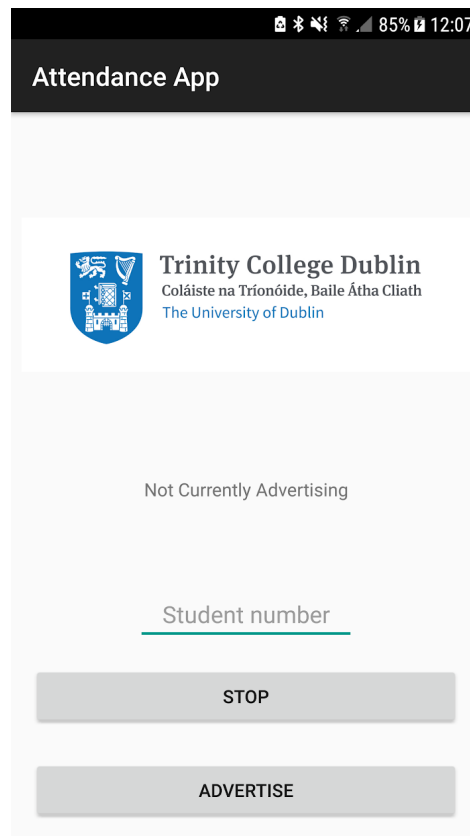 85% 12:07
Attendance App
Trinity College Dublin
Coláiste na Tríonóide, Baile Átha Cliath
The University of Dublin
Not Currently Advertising
Student number
STOP
ADVERTISE